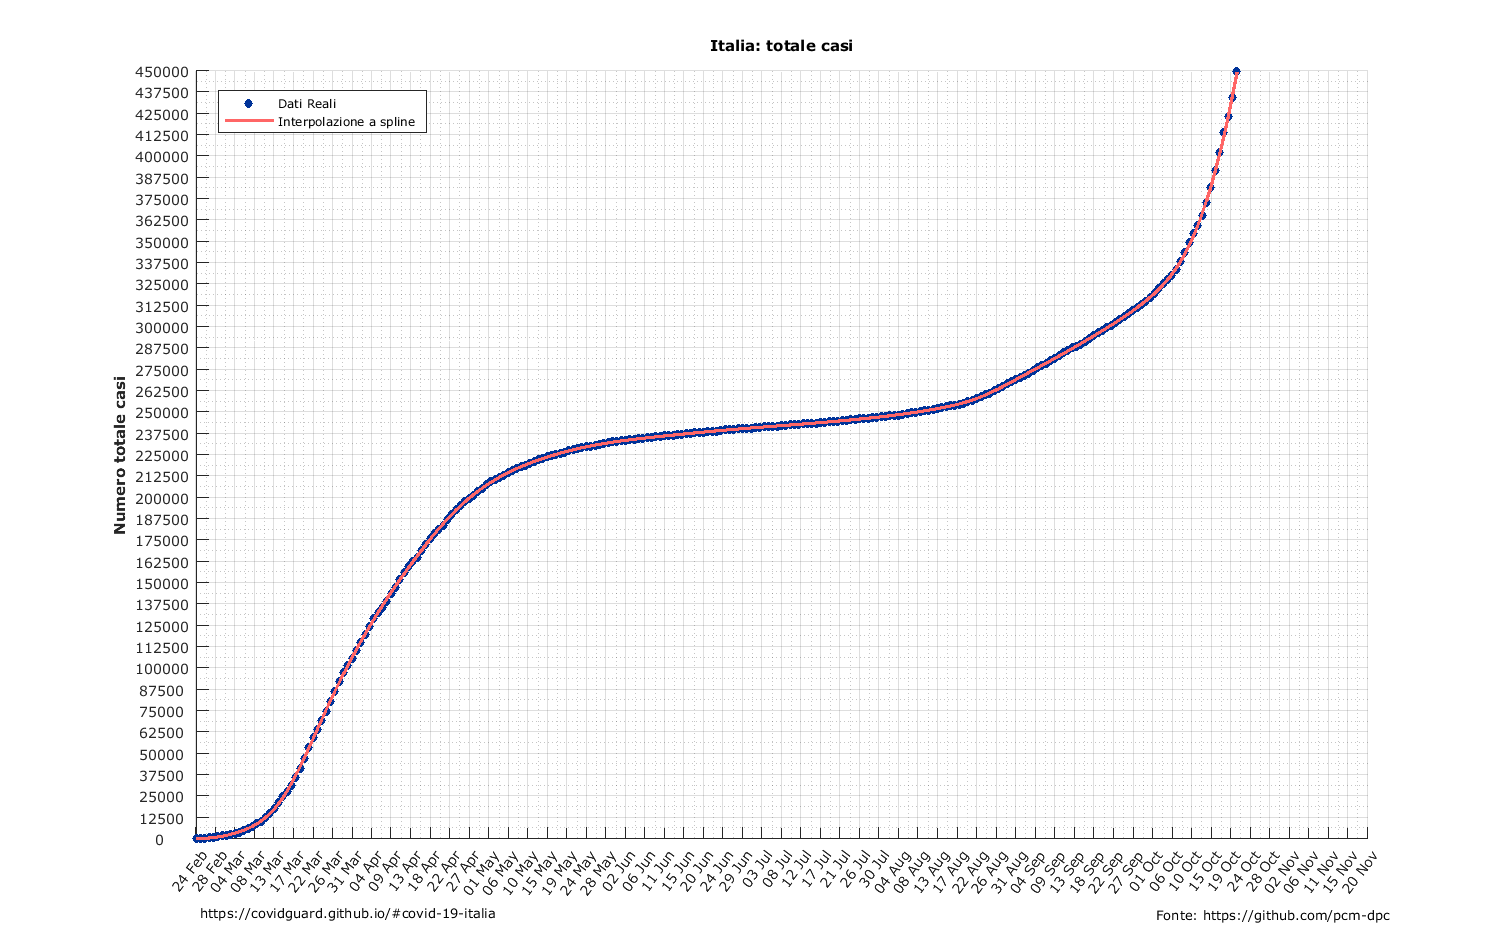 Italia: totale casi
Dati Reali
Interpolazione a spline
Numero totale casi
450000
437500
425000
412500
400000
387500
375000
362500
350000
337500
325000
312500
300000
287500
275000
262500
250000
237500
225000
212500
200000
187500
175000
162500
150000
137500
125000
112500
100000
87500
75000
62500
50000
37500
25000
12500
0
24 Feb
28 Feb
04 Mar
08 Mar
13 Mar
17 Mar
22 Mar
26 Mar
31 Mar
04 Apr
09 Apr
13 Apr
18 Apr
22 Apr
27 Apr
01 May
06 May
10 May
15 May
19 May
24 May
28 May
02 Jun
06 Jun
11 Jun
15 Jun
20 Jun
24 Jun
29 Jun
03 Jul
08 Jul
12 Jul
17 Jul
21 Jul
26 Jul
30 Jul
04 Aug
08 Aug
13 Aug
17 Aug
22 Aug
26 Aug
31 Aug
04 Sep
09 Sep
13 Sep
18 Sep
22 Sep
27 Sep
01 Oct
06 Oct
10 Oct
15 Oct
19 Oct
24 Oct
28 Oct
02 Nov
06 Nov
11 Nov
15 Nov
20 Nov
https://covidguard.github.io/#covid-19-italia
Fonte: https://github.com/pcm-dpc